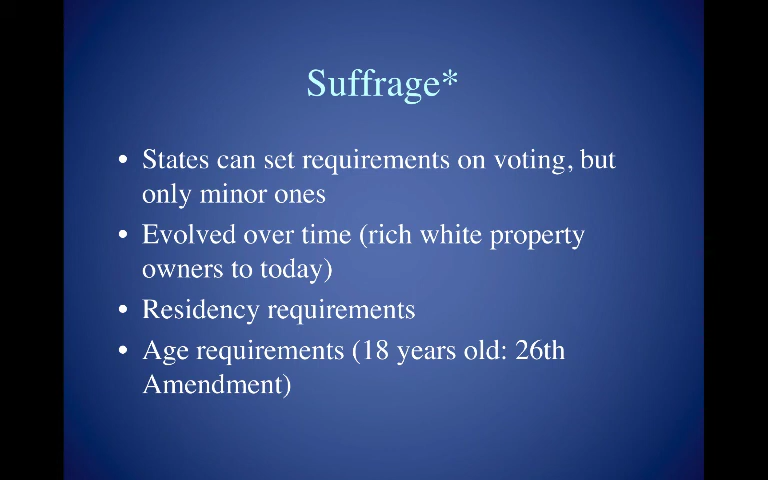 Suffrage*
• States can set requirements on voting, but
only minor ones
• Evolved over time (rich white property
owners to today)
• Residency requirements
• Age requirements (18 years old: 26th
Amendment)